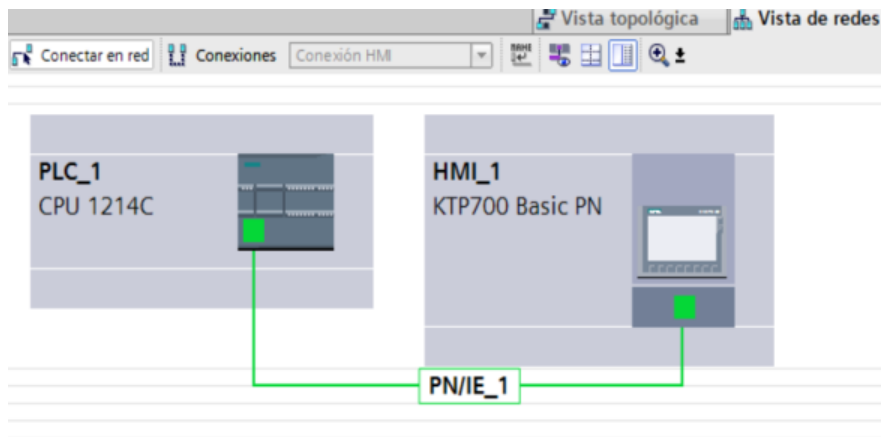 Vista topológica Vista de redes
Conectar en red Conexiones Conexión HMI
PLC_1 HMI_1
CPU 1214C KTP700 Basic PN
PN/IE_1